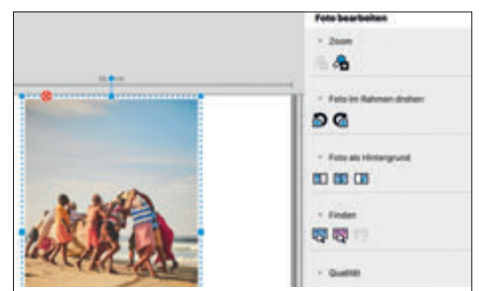 Foto bearbeiten
Zoom
Foto im Rahmen drehen
Foto als Hintergrund
Finden
Qualität